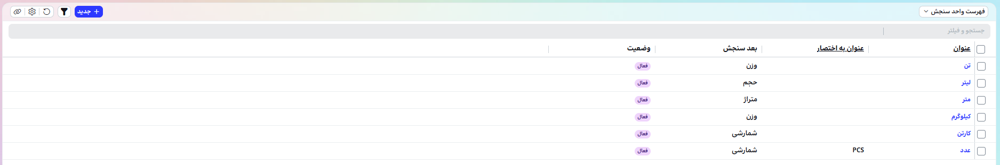 فهرست واحد سنجش
+ جدید
جستجو و فیلتر
عنوان عنوان به اختصار بعد سنجش وضعیت
تن وزن فعال
لیتر حجم فعال
متر متراژ فعال
کیلوگرم وزن فعال
کارتن شمارشی فعال
عدد PCS شمارشی فعال